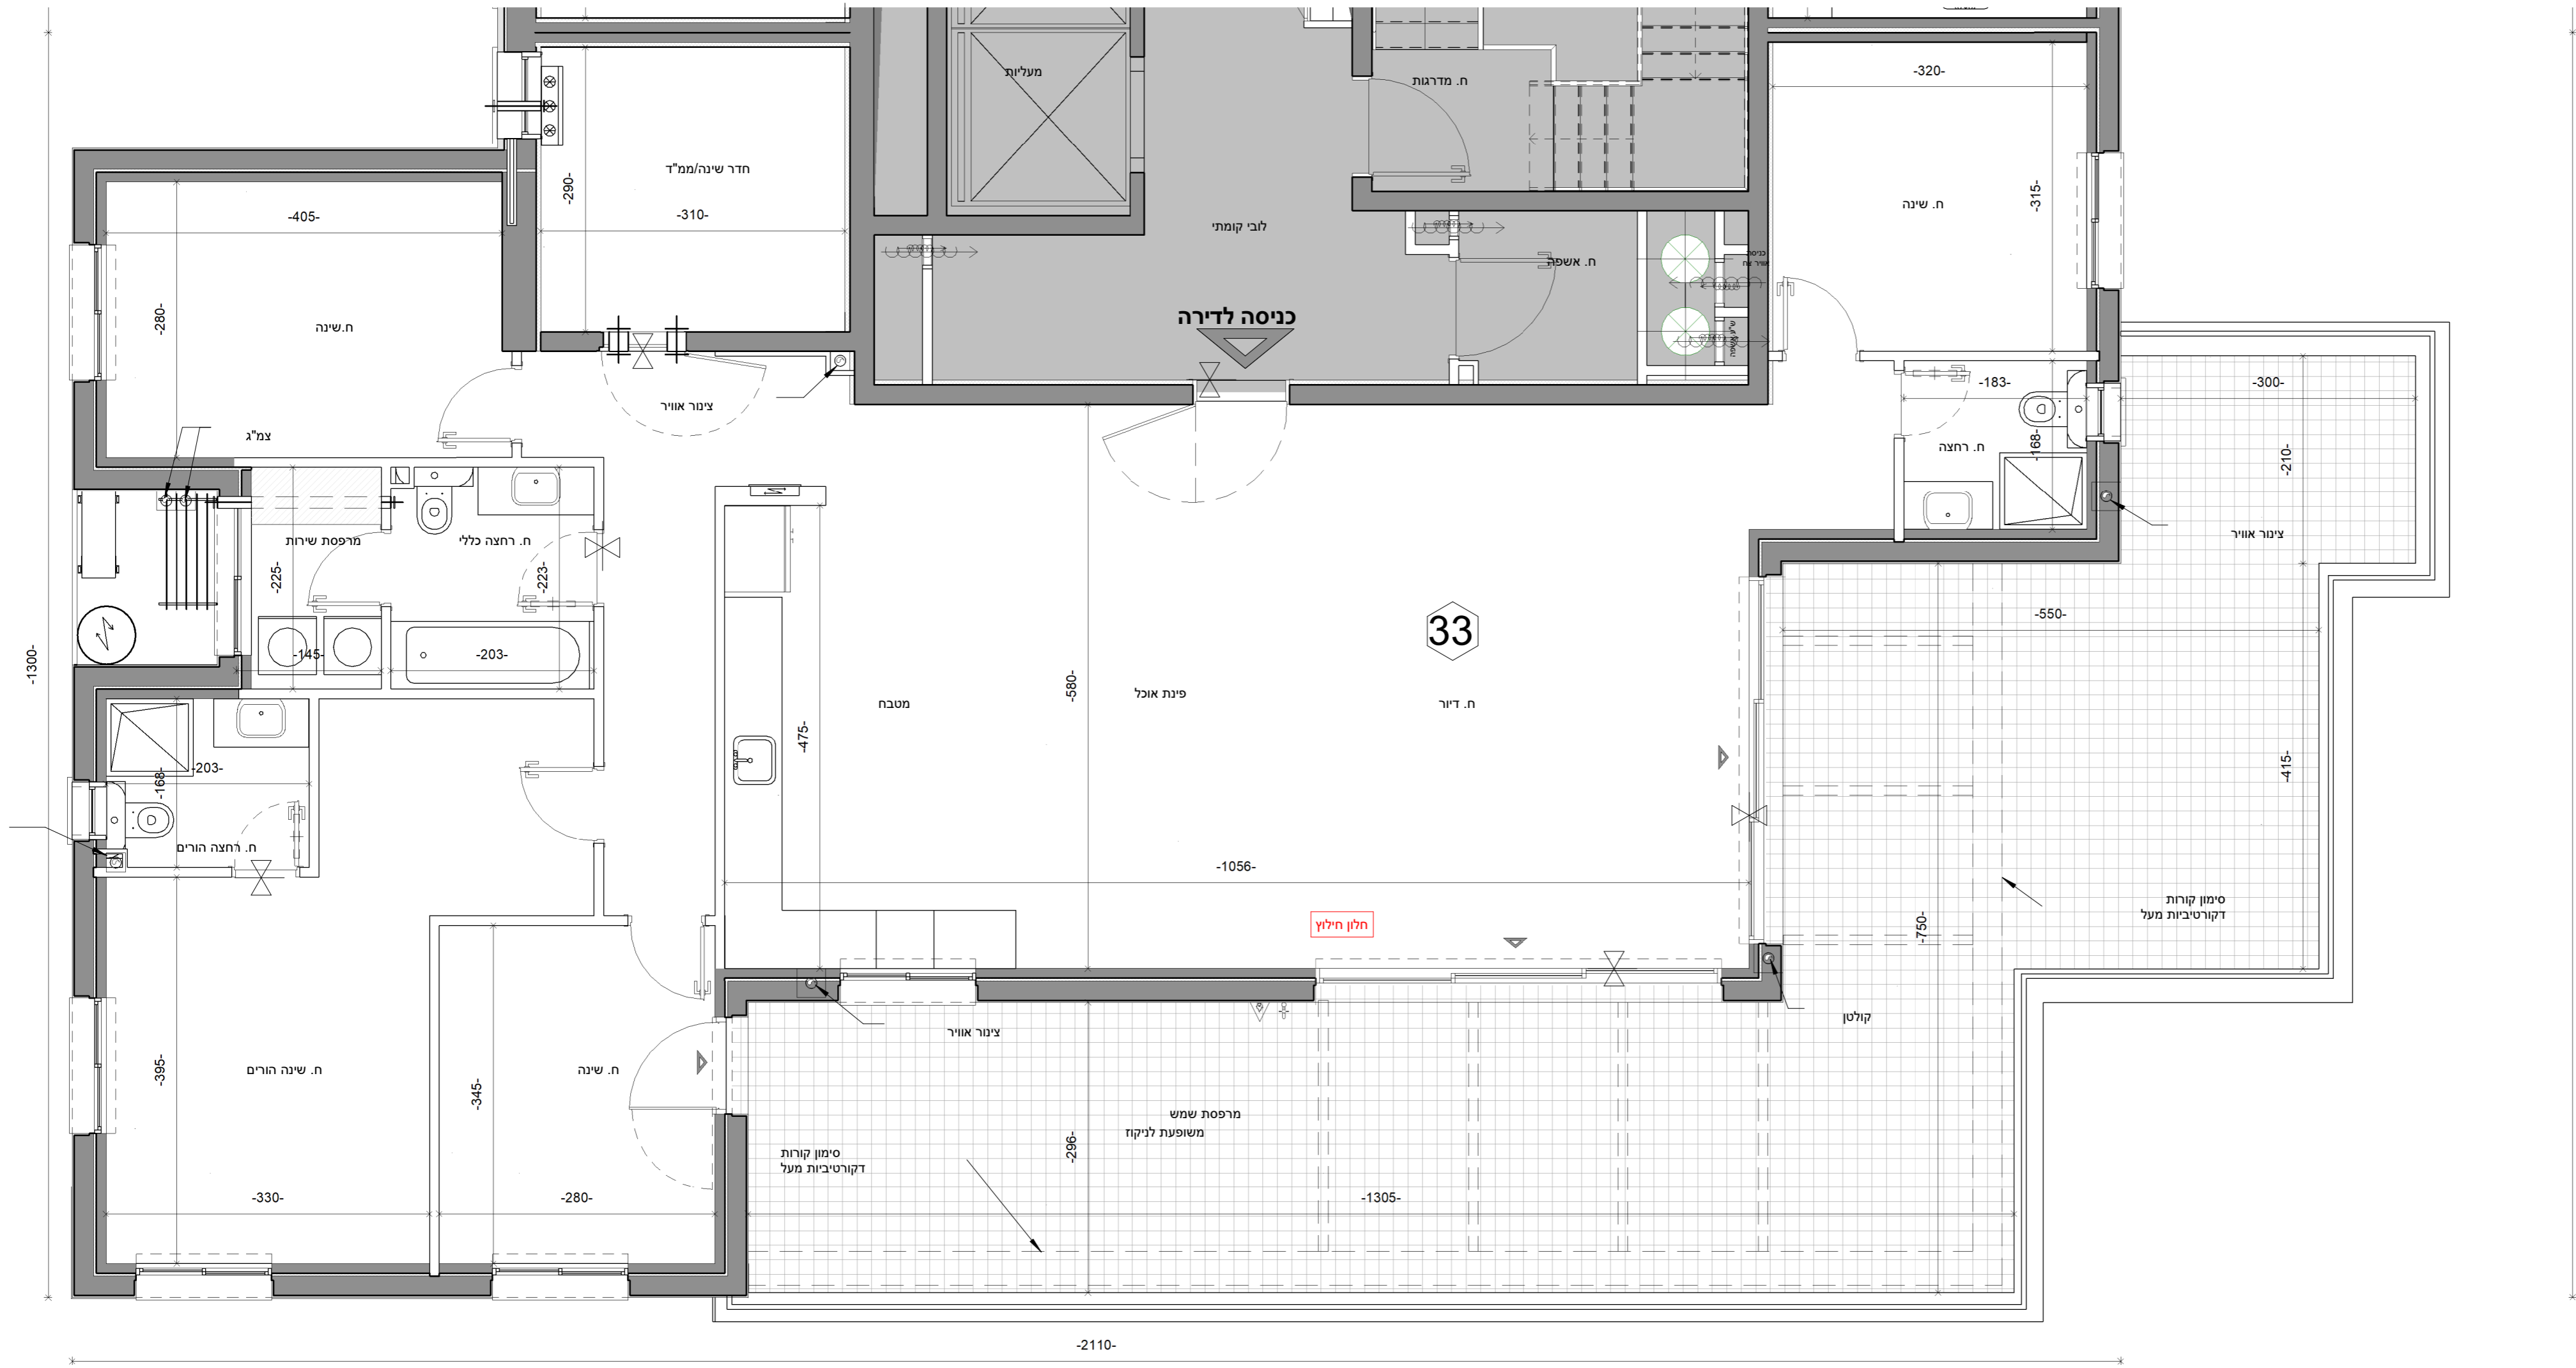 מעליות
ח. מדרגות
-320-
חדר שינה/ממ"ד
-290-
-310-
-405-
לובי קומתי
ח. שינה
-315-
ח. אשפה
כניסת
אוויר צח
כניסה לדירה
ח.שינה
-280-
צינור אוויר
צמ"ג
-183-
-300-
ח. רחצה
-168-
-210-
צינור אוויר
מרפסת שירות
ח. רחצה כללי
-225-
-223-
-145-
-203-
-1300-
33
-550-
-580-
פינת אוכל
מטבח
ח. דיור
-475-
-415-
-203-
-168-
ח. רחצה הורים
-1056-
חלון חילוץ
-750-
סימון קורות
דקורטיביות מעל
קולטן
צינור אוויר
-395-
ח. שינה הורים
-345-
ח. שינה
מרפסת שמש
משופעת לניקוז
-296-
סימון קורות
דקורטיביות מעל
-330-
-280-
-1305-
-2110-